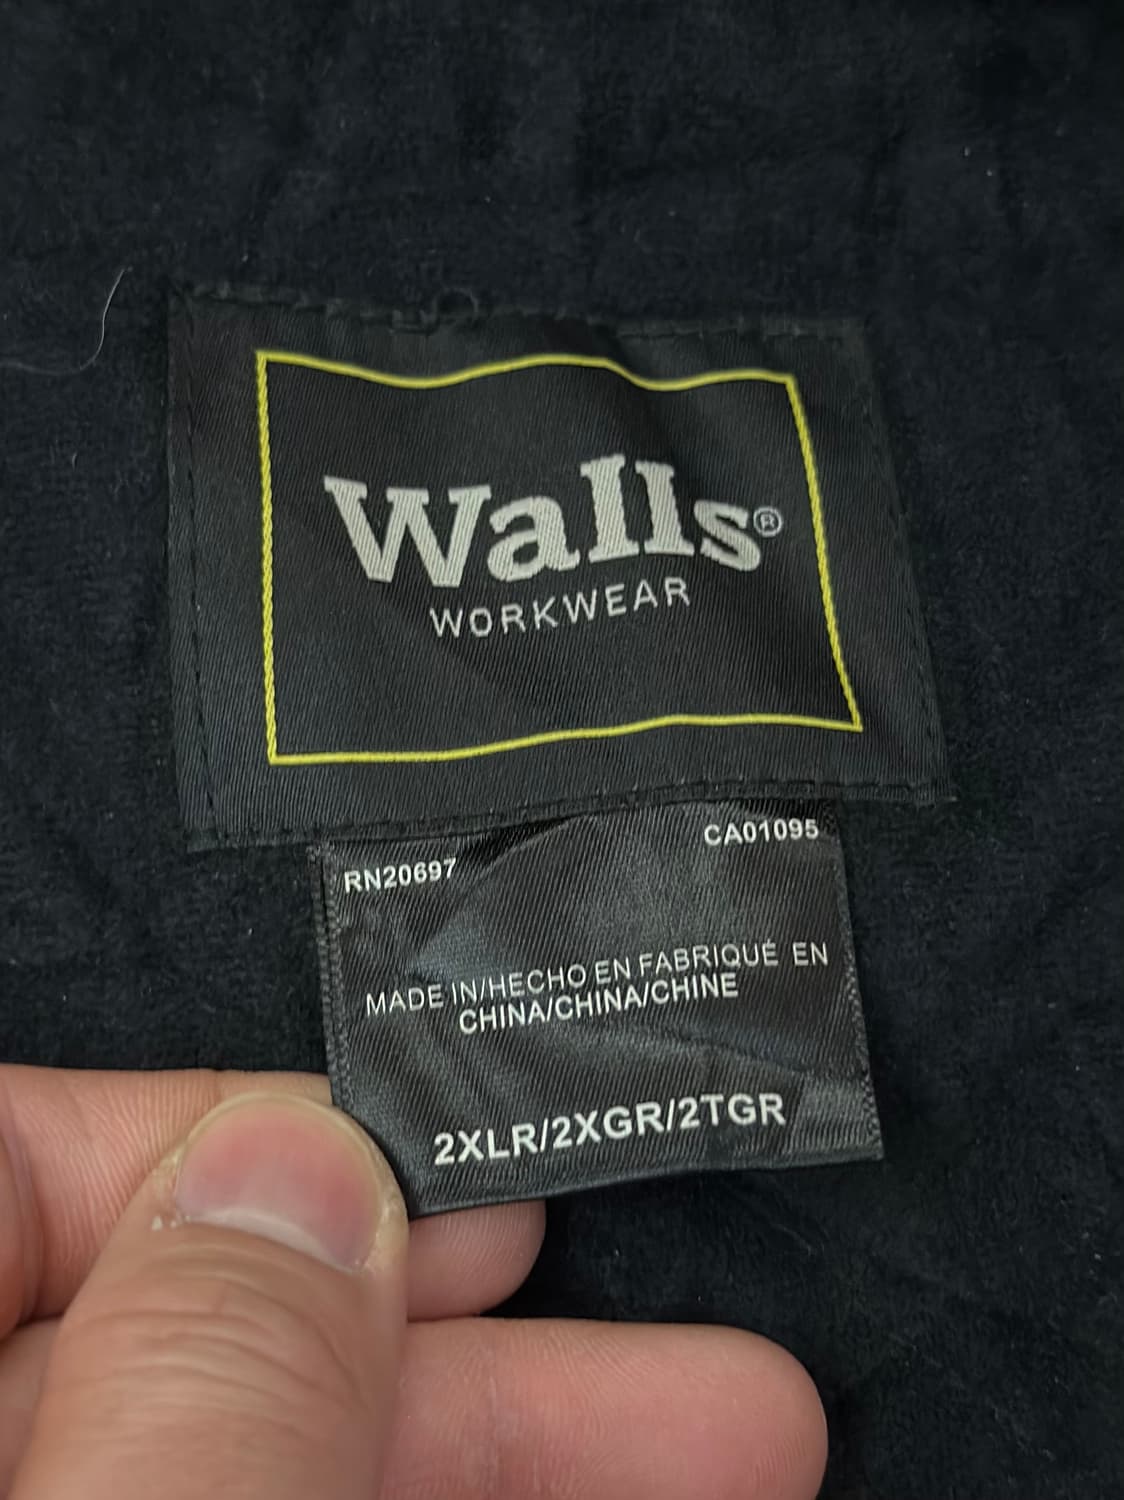 Walls®
WORKWEAR
RN20697
CA01095
MADE IN/HECHO EN FABRIQUÉ EN
CHINA/CHINA/CHINE
2XLR/2XGR/2TGR